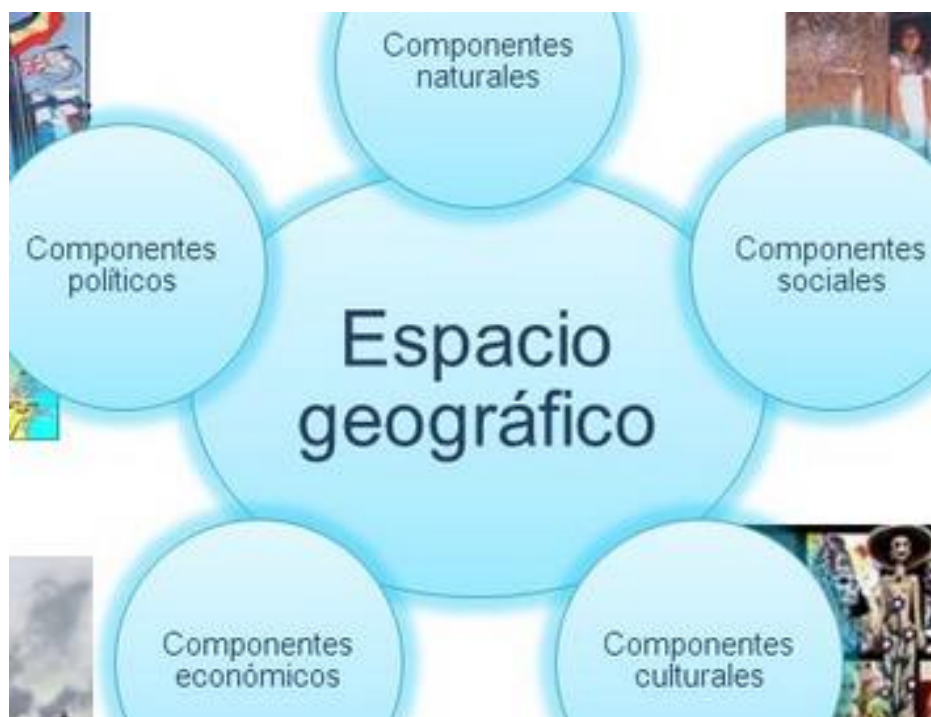 Componentes
naturales
Componentes
políticos
Componentes
sociales
Espacio
geográfico
Componentes
económicos
Componentes
culturales